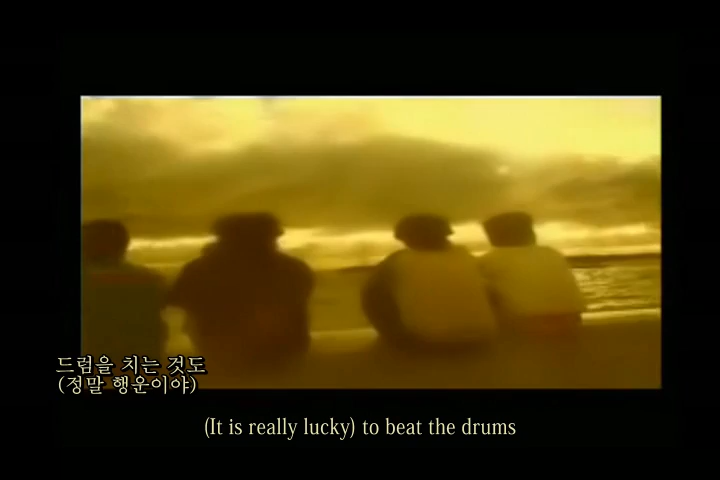 드럼을 치는 것도
(정말 행운이야)
(It is really lucky) to beat the drums